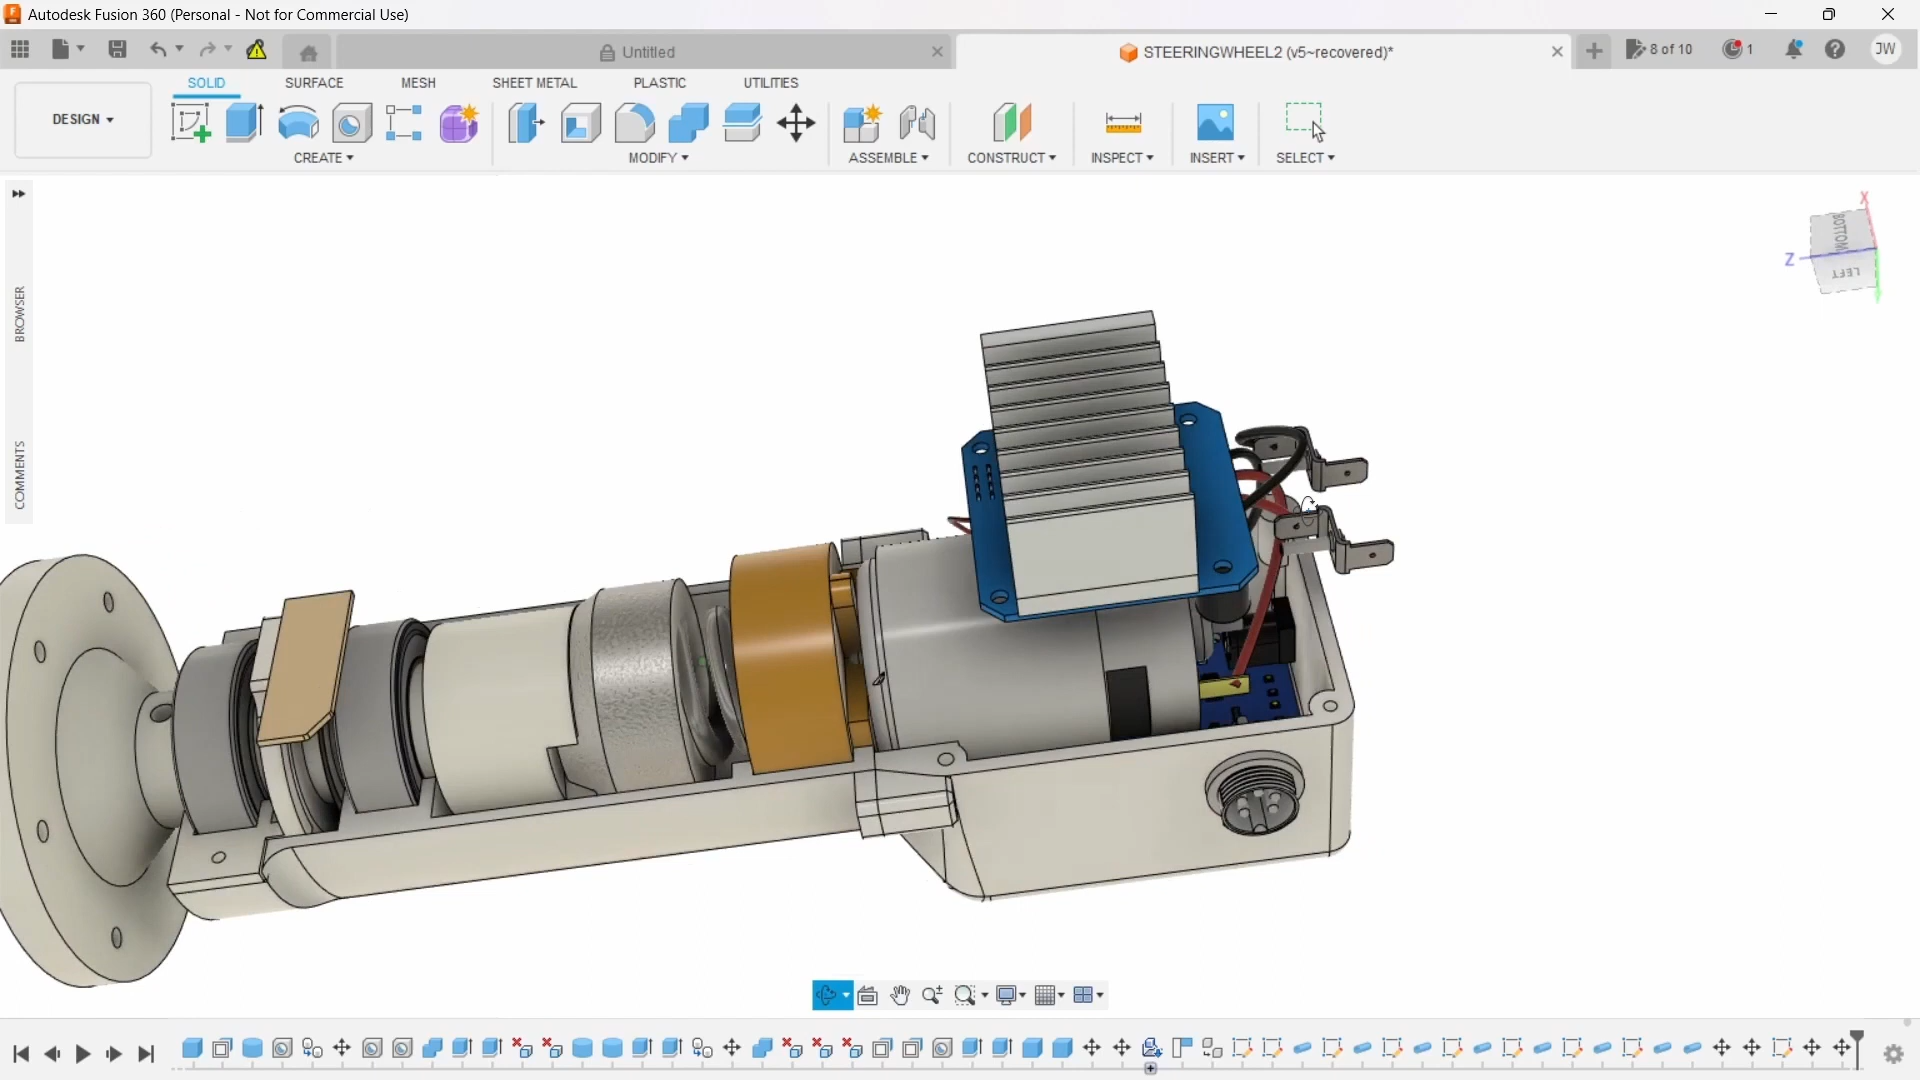 Autodesk Fusion 360 (Personal - Not for Commercial Use)
Untitled
STEERINGWHEEL2 (v5~recovered)*
8 of 10
1
JW
SOLID
SURFACE
MESH
SHEET METAL
PLASTIC
UTILITIES
DESIGN
CREATE
MODIFY
ASSEMBLE
CONSTRUCT
INSPECT
INSERT
SELECT
BROWSER
COMMENTS
X
BOTTOM
Z
LEFT